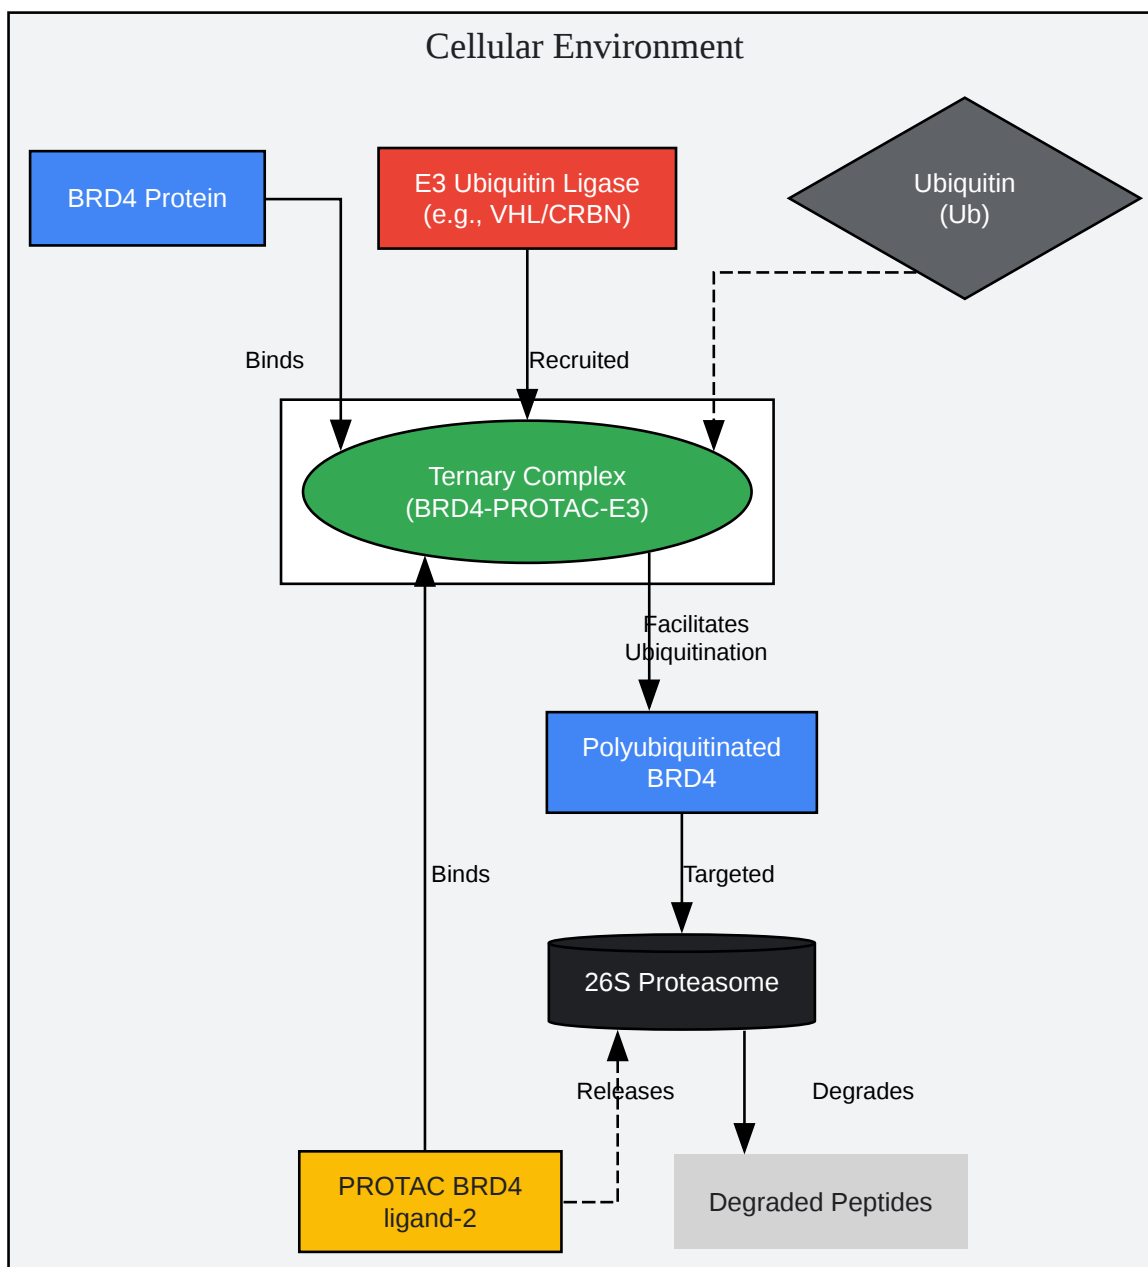 Cellular Environment
BRD4 Protein
E3 Ubiquitin Ligase
(e.g., VHL/CRBN)
Ubiquitin
(Ub)
Binds
Recruited
Ternary Complex
(BRD4-PROTAC-E3)
Facilitates
Ubiquitination
Polyubiquitinated
BRD4
Binds
Targeted
26S Proteasome
Releases
Degrades
PROTAC BRD4
ligand-2
Degraded Peptides